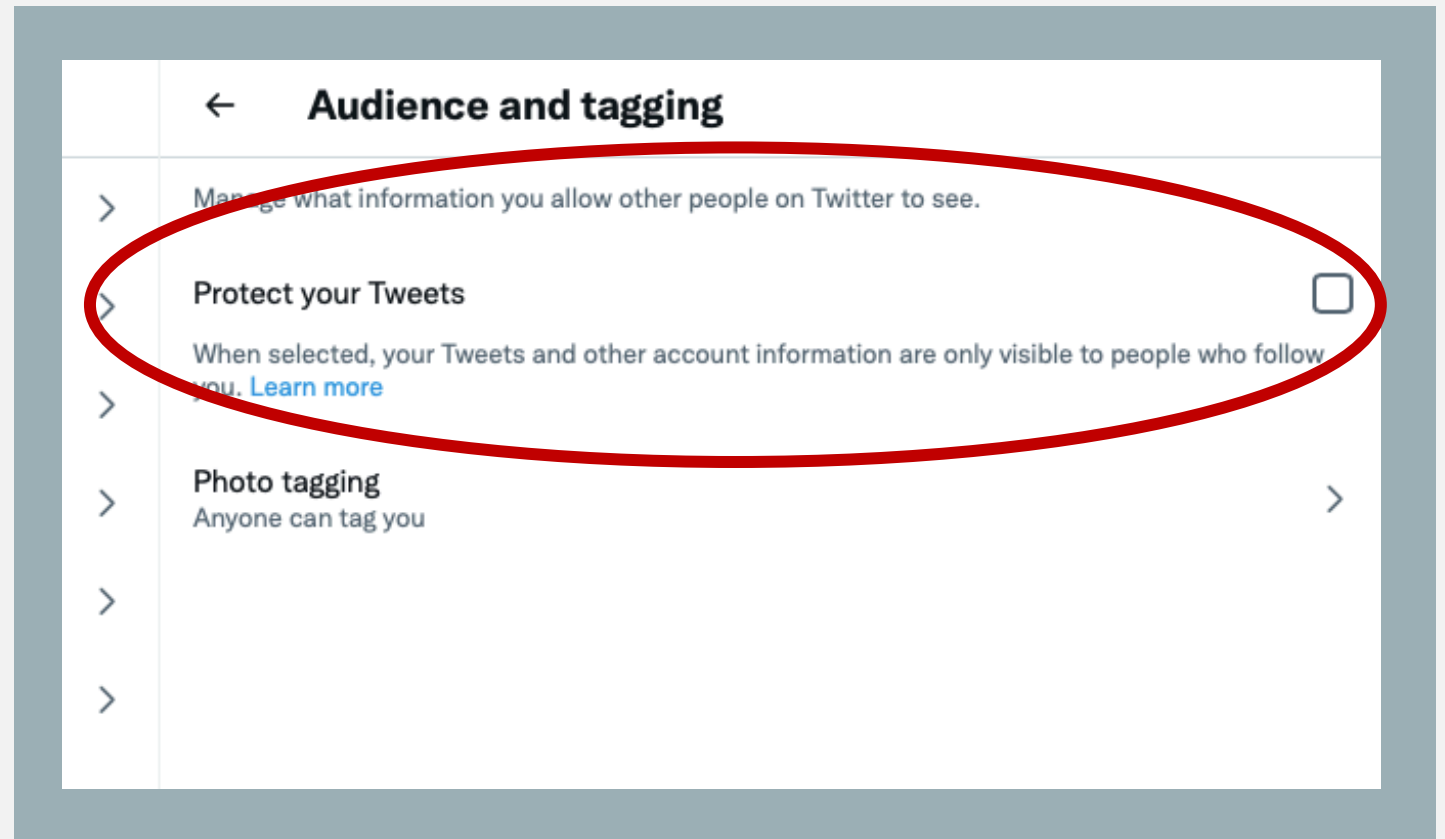 Audience and tagging
Manage what information you allow other people on Twitter to see.
Protect your Tweets
When selected, your Tweets and other account information are only visible to people who follow
you. Learn more
Photo tagging
Anyone can tag you